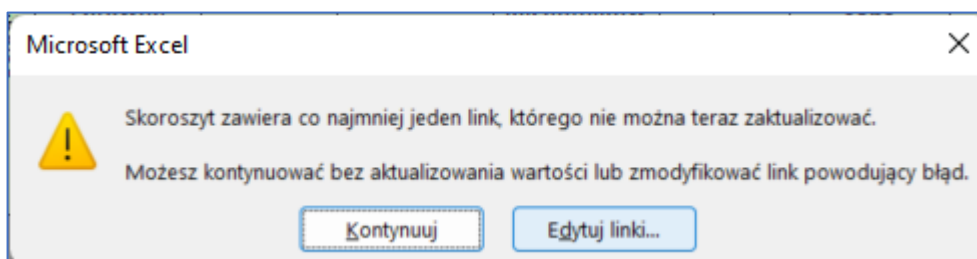 Microsoft Excel
Skoroszyt zawiera co najmniej jeden link, którego nie można teraz zaktualizować.
Możesz kontynuować bez aktualizowania wartości lub zmodyfikować link powodujący błąd.
Kontynuuj
Edytuj linki...